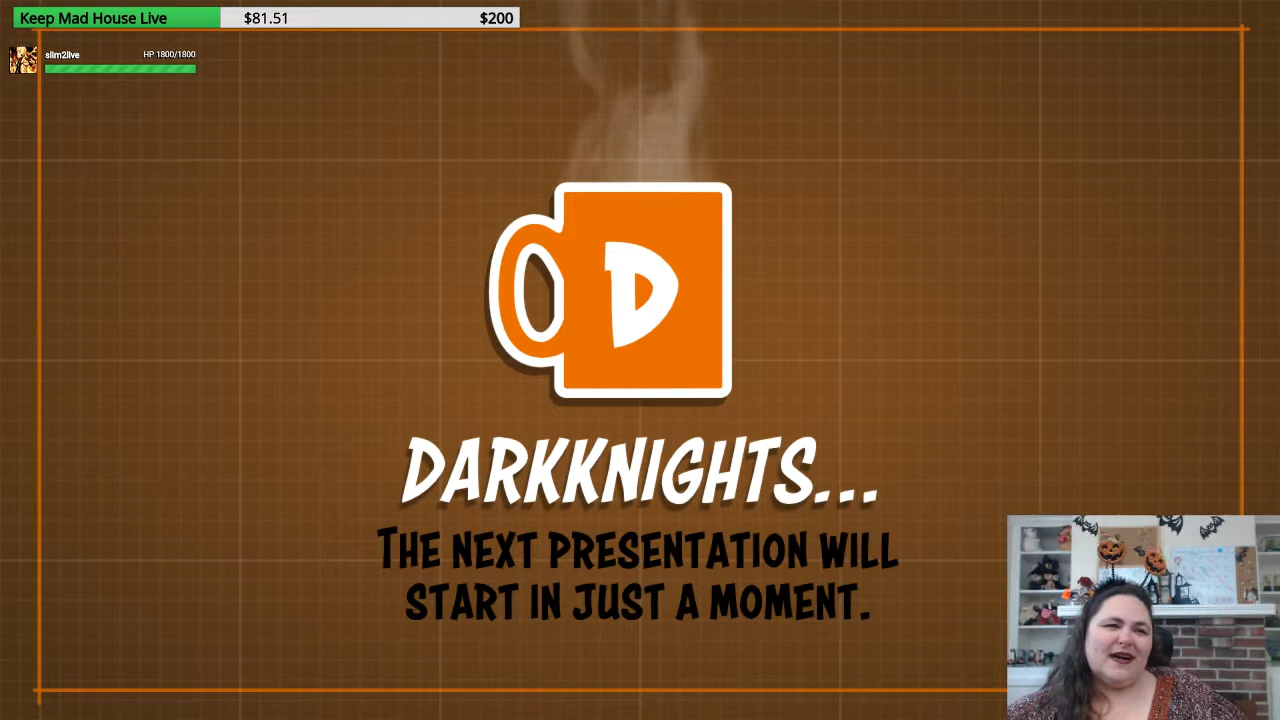 Keep Mad House Live $81.51 $200
slim2live HP 1800/1800
D
DARKKNIGHTS...
THE NEXT PRESENTATION WILL
START IN JUST A MOMENT.